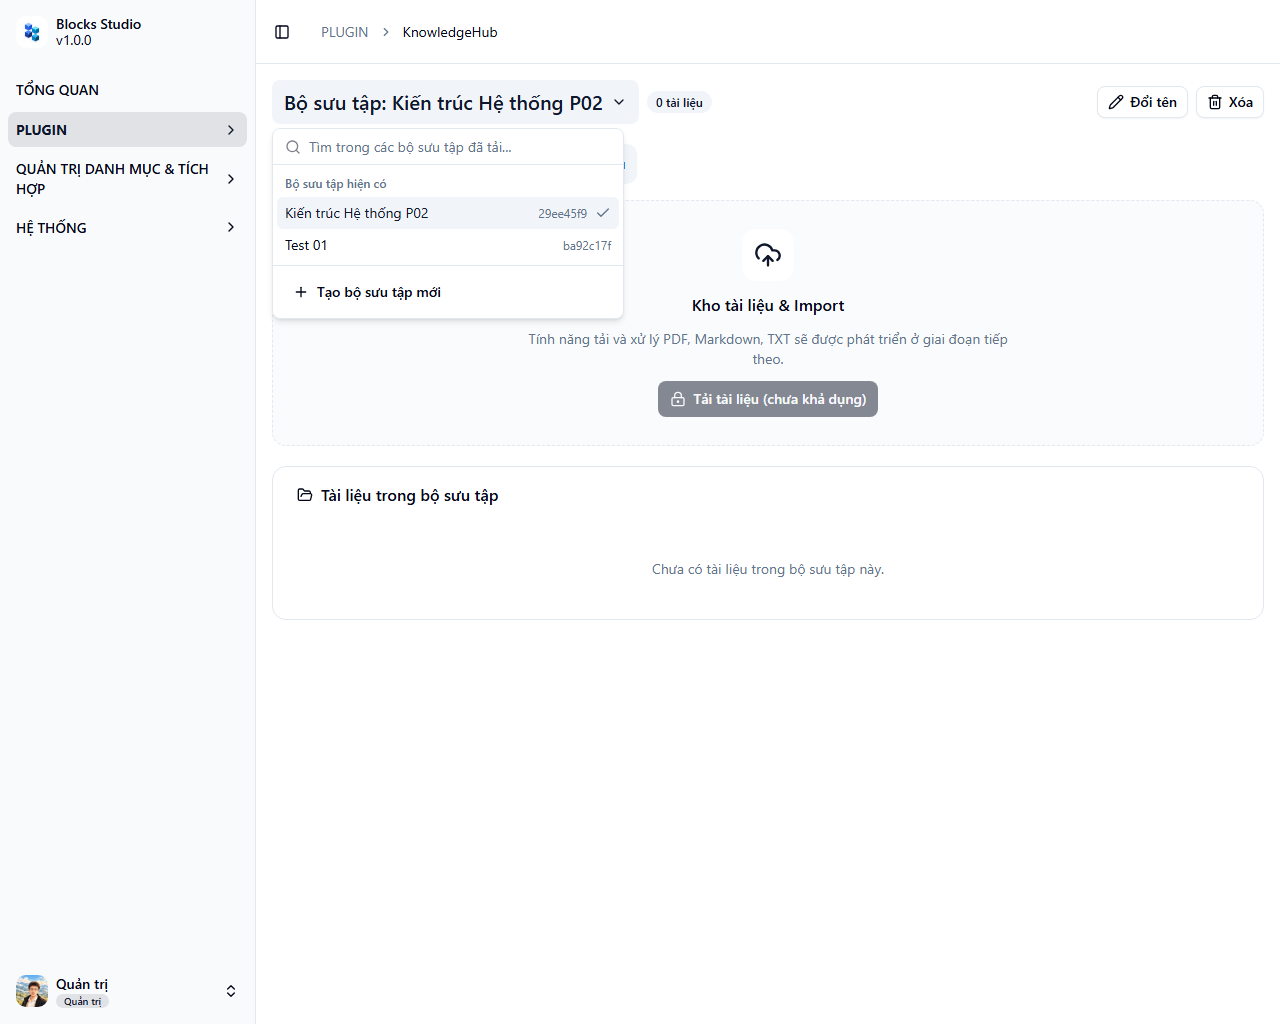 Blocks Studio
v1.0.0
TỔNG QUAN
PLUGIN
QUẢN TRỊ DANH MỤC & TÍCH
HỢP
HỆ THỐNG
Quản trị
Quản trị
PLUGIN
KnowledgeHub
Bộ sưu tập: Kiến trúc Hệ thống P02
0 tài liệu
Đổi tên
Xóa
Tìm trong các bộ sưu tập đã tải...
Bộ sưu tập hiện có
Kiến trúc Hệ thống P02 29ee45f9
Test 01 ba92c17f
Tạo bộ sưu tập mới
Kho tài liệu & Import
Tính năng tải và xử lý PDF, Markdown, TXT sẽ được phát triển ở giai đoạn tiếp
theo.
Tải tài liệu (chưa khả dụng)
Tài liệu trong bộ sưu tập
Chưa có tài liệu trong bộ sưu tập này.